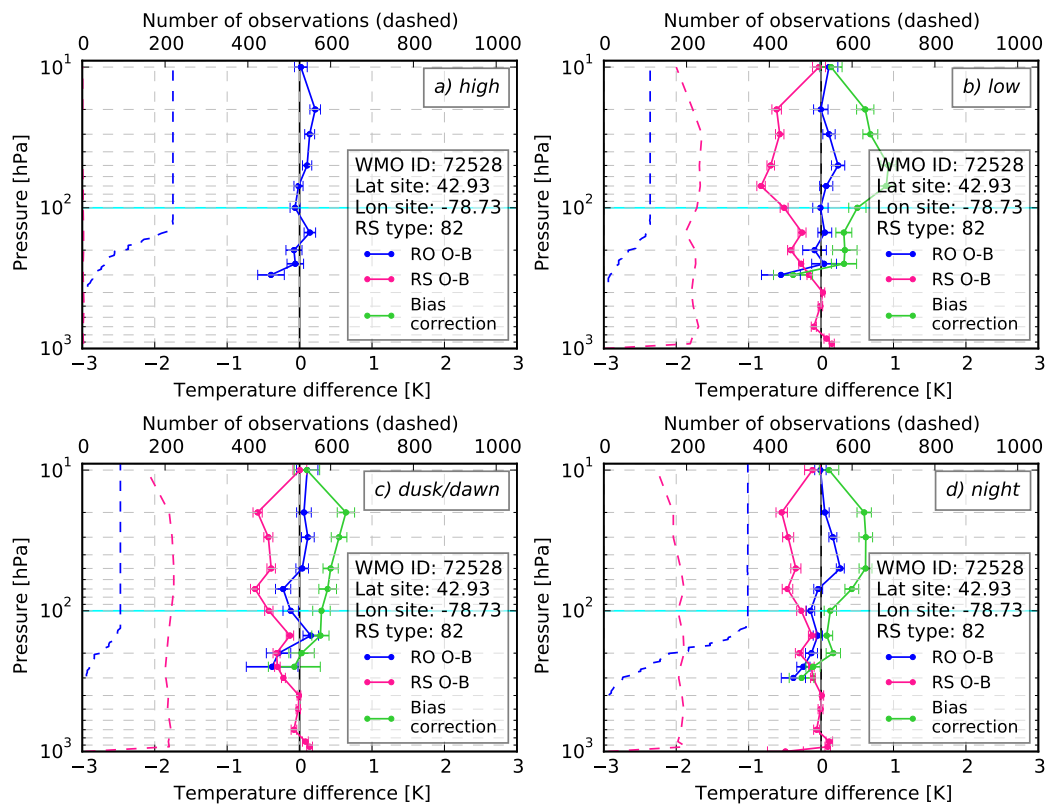 Number of observations (dashed)
0 200 400 600 800 1000
10¹
10²
10³
Pressure [hPa]
a) high
WMO ID: 72528
Lat site: 42.93
Lon site: -78.73
RS type: 82
RO O-B
RS O-B
Bias
correction
−3 −2 −1 0 1 2 3
Temperature difference [K]
Number of observations (dashed)
0 200 400 600 800 1000
10¹
10²
10³
Pressure [hPa]
b) low
WMO ID: 72528
Lat site: 42.93
Lon site: -78.73
RS type: 82
RO O-B
RS O-B
Bias
correction
−3 −2 −1 0 1 2 3
Temperature difference [K]
Number of observations (dashed)
0 200 400 600 800 1000
10¹
10²
10³
Pressure [hPa]
c) dusk/dawn
WMO ID: 72528
Lat site: 42.93
Lon site: -78.73
RS type: 82
RO O-B
RS O-B
Bias
correction
−3 −2 −1 0 1 2 3
Temperature difference [K]
Number of observations (dashed)
0 200 400 600 800 1000
10¹
10²
10³
Pressure [hPa]
d) night
WMO ID: 72528
Lat site: 42.93
Lon site: -78.73
RS type: 82
RO O-B
RS O-B
Bias
correction
−3 −2 −1 0 1 2 3
Temperature difference [K]